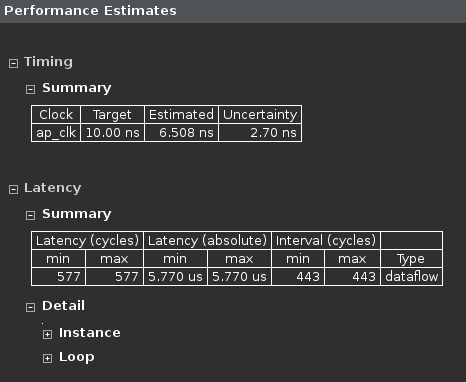 Performance Estimates
Timing
Summary
Clock Target Estimated Uncertainty
ap_clk 10.00 ns 6.508 ns 2.70 ns
Latency
Summary
Latency (cycles) Latency (absolute) Interval (cycles)
min max min max min max Type
577 577 5.770 us 5.770 us 443 443 dataflow
Detail
Instance
Loop